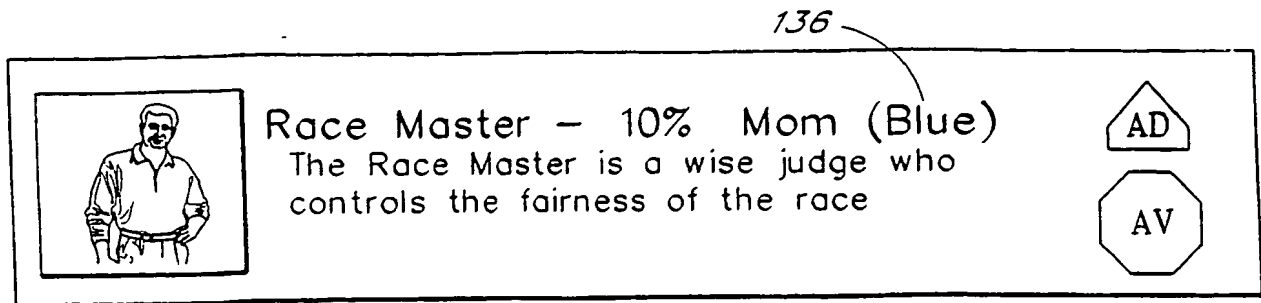 136
Race Master – 10% Mom (Blue)
The Race Master is a wise judge who
controls the fairness of the race
AD
AV